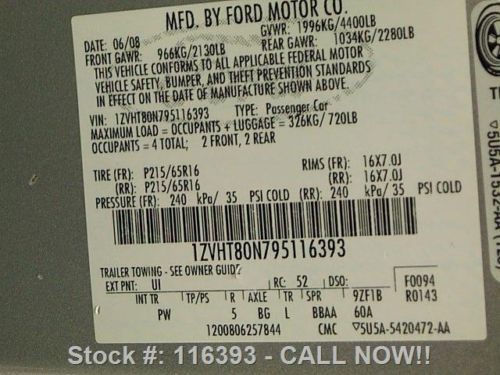 MFD. BY FORD MOTOR CO.
DATE: 06/08 GVWR: 1996KG/4400LB
FRONT GAWR: 966KG/2130LB REAR GAWR: 1034KG/2280LB
THIS VEHICLE CONFORMS TO ALL APPLICABLE FEDERAL MOTOR
VEHICLE SAFETY, BUMPER, AND THEFT PREVENTION STANDARDS
IN EFFECT ON THE DATE OF MANUFACTURE SHOWN ABOVE.
VIN: 1ZVHT80N795116393 TYPE: Passenger Car
MAXIMUM LOAD = OCCUPANTS + LUGGAGE = 326KG/720LB
OCCUPANTS = 4 TOTAL; 2 FRONT, 2 REAR
TIRE (FR): P215/65R16 RIMS (FR): 16X7.0J
(RR): P215/65R16 (RR): 16X7.0J
PRESSURE (FR): 240 kPa/ 35 PSI COLD (RR): 240 kPa/ 35 PSI COLD
1ZVHT80N795116393
TRAILER TOWING - SEE OWNER GUIDE
EXT PNT: UI RC: 52 DSO: F0094
INT TR TP/PS R AXLE TR SPR 9ZF1B R0143
PW 5 BG L BBAA 60A
1200806257844 CMC ▽5U5A-5420472-AA
Stock #: 116393 - CALL NOW!!